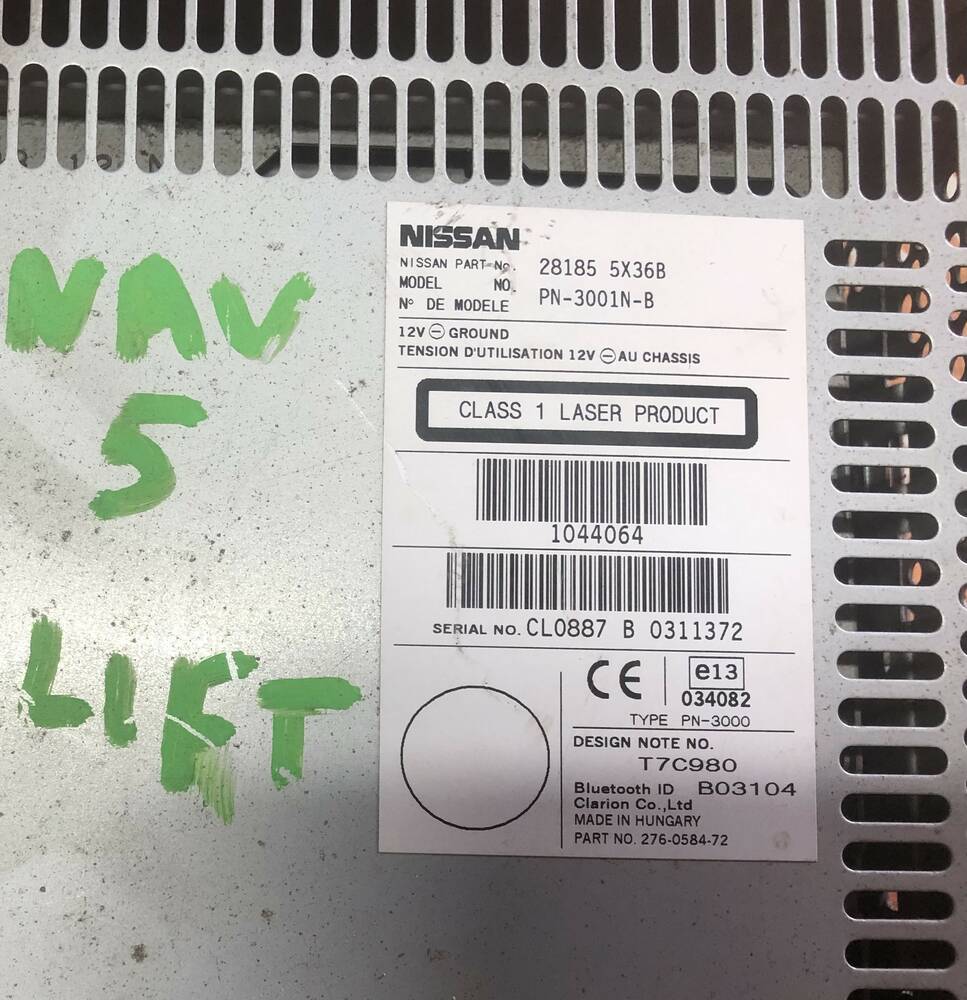 NAV
5
LIFT
NISSAN
NISSAN PART No. 28185 5X36B
MODEL NO. PN-3001N-B
N° DE MODELE
12V ⊖ GROUND
TENSION D'UTILISATION 12V ⊖ AU CHASSIS
CLASS 1 LASER PRODUCT
1044064
SERIAL NO. CL0887 B 0311372
CE e13
034082
TYPE PN-3000
DESIGN NOTE NO.
T7C980
Bluetooth ID B03104
Clarion Co.,Ltd
MADE IN HUNGARY
PART NO. 276-0584-72